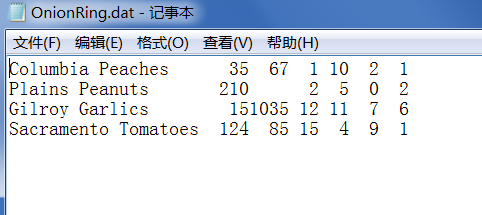 OnionRing.dat - 记事本
文件(F) 编辑(E) 格式(O) 查看(V) 帮助(H)
Columbia Peaches      35  67  1 10  2  1
Plains Peanuts       210      2  5  0  2
Gilroy Garlics        151035 12 11  7  6
Sacramento Tomatoes  124  85 15  4  9  1